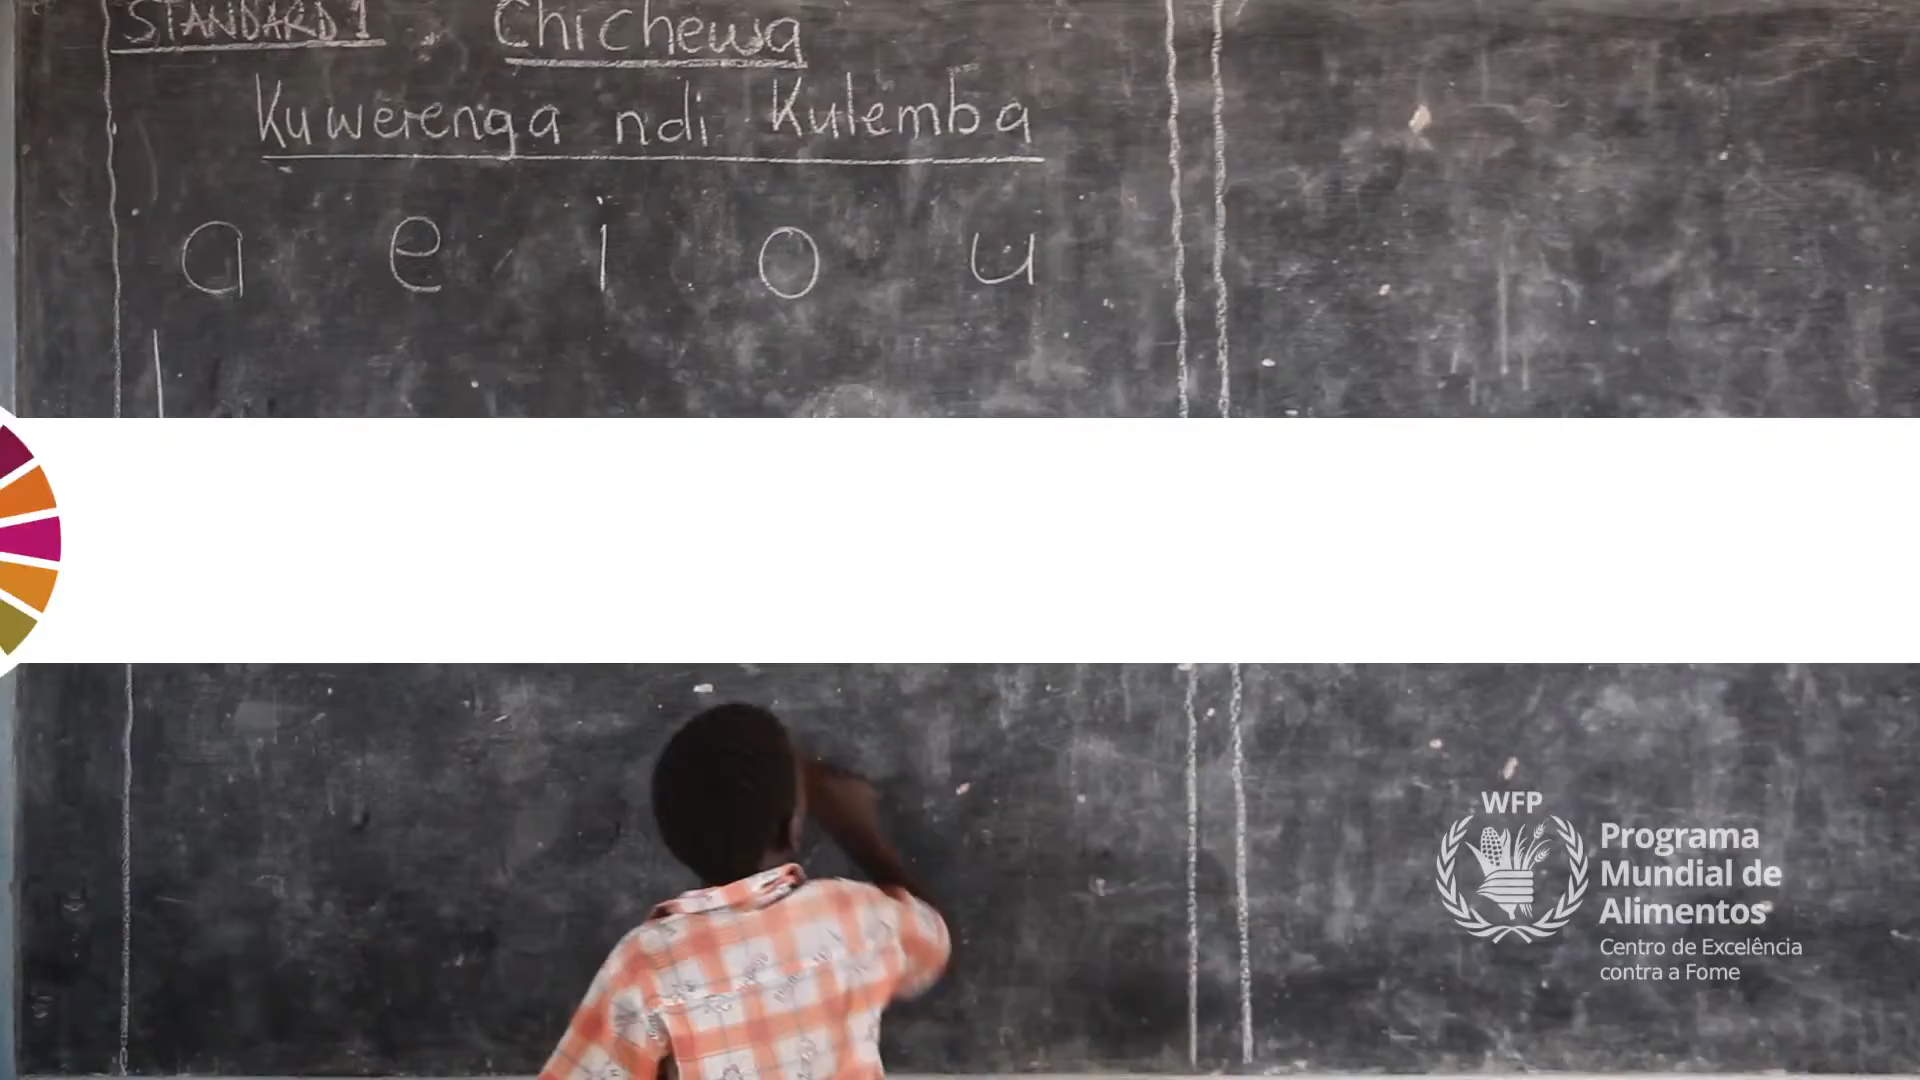 STANDARD 1 Chichewa
Kuwerenga ndi Kulemba
a e i o u
WFP
Programa
Mundial de
Alimentos
Centro de Excelência
contra a Fome